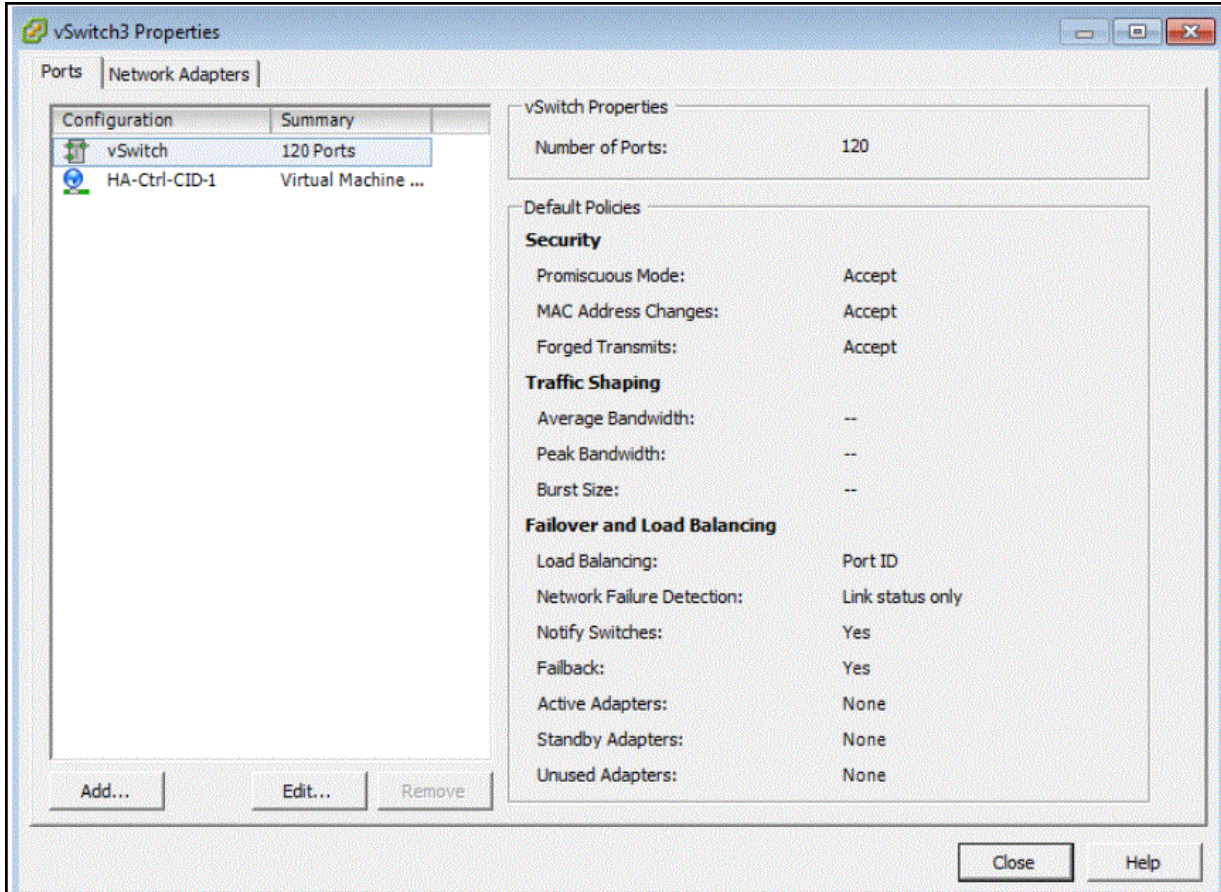 vSwitch3 Properties
Ports Network Adapters
Configuration Summary
vSwitch 120 Ports
HA-Ctrl-CID-1 Virtual Machine ...
Add... Edit... Remove
vSwitch Properties
Number of Ports: 120
Default Policies
Security
Promiscuous Mode: Accept
MAC Address Changes: Accept
Forged Transmits: Accept
Traffic Shaping
Average Bandwidth: --
Peak Bandwidth: --
Burst Size: --
Failover and Load Balancing
Load Balancing: Port ID
Network Failure Detection: Link status only
Notify Switches: Yes
Failback: Yes
Active Adapters: None
Standby Adapters: None
Unused Adapters: None
Close Help